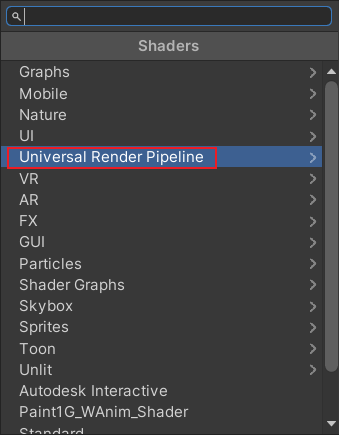 Shaders
Graphs
Mobile
Nature
UI
Universal Render Pipeline
VR
AR
FX
GUI
Particles
Shader Graphs
Skybox
Sprites
Toon
Unlit
Autodesk Interactive
Paint1G_WAnim_Shader
Standard